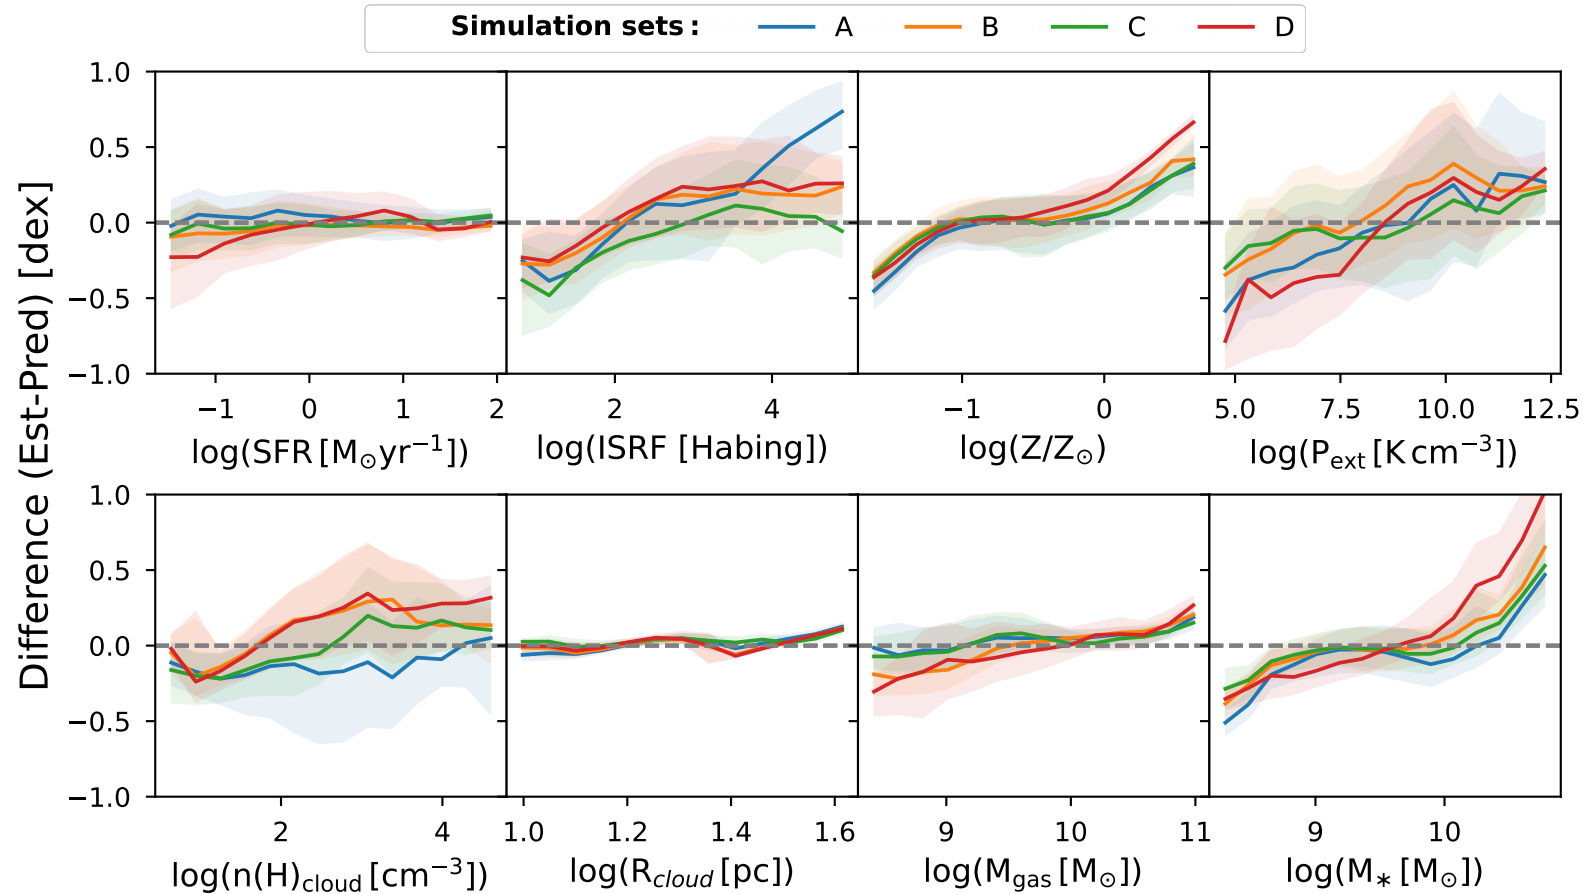 Simulation sets: A B C D
Difference (Est-Pred) [dex]
1.0
0.5
0.0
−0.5
−1.0
−1 0 1 2 2 4 −1 0 5.0 7.5 10.0 12.5
log(SFR [M⊙yr⁻¹]) log(ISRF [Habing]) log(Z/Z⊙) log(Pext [K cm⁻³])
1.0
0.5
0.0
−0.5
−1.0
2 4 1.0 1.2 1.4 1.6 9 10 11 9 10
log(n(H)cloud [cm⁻³]) log(Rcloud [pc]) log(Mgas [M⊙]) log(M∗ [M⊙])